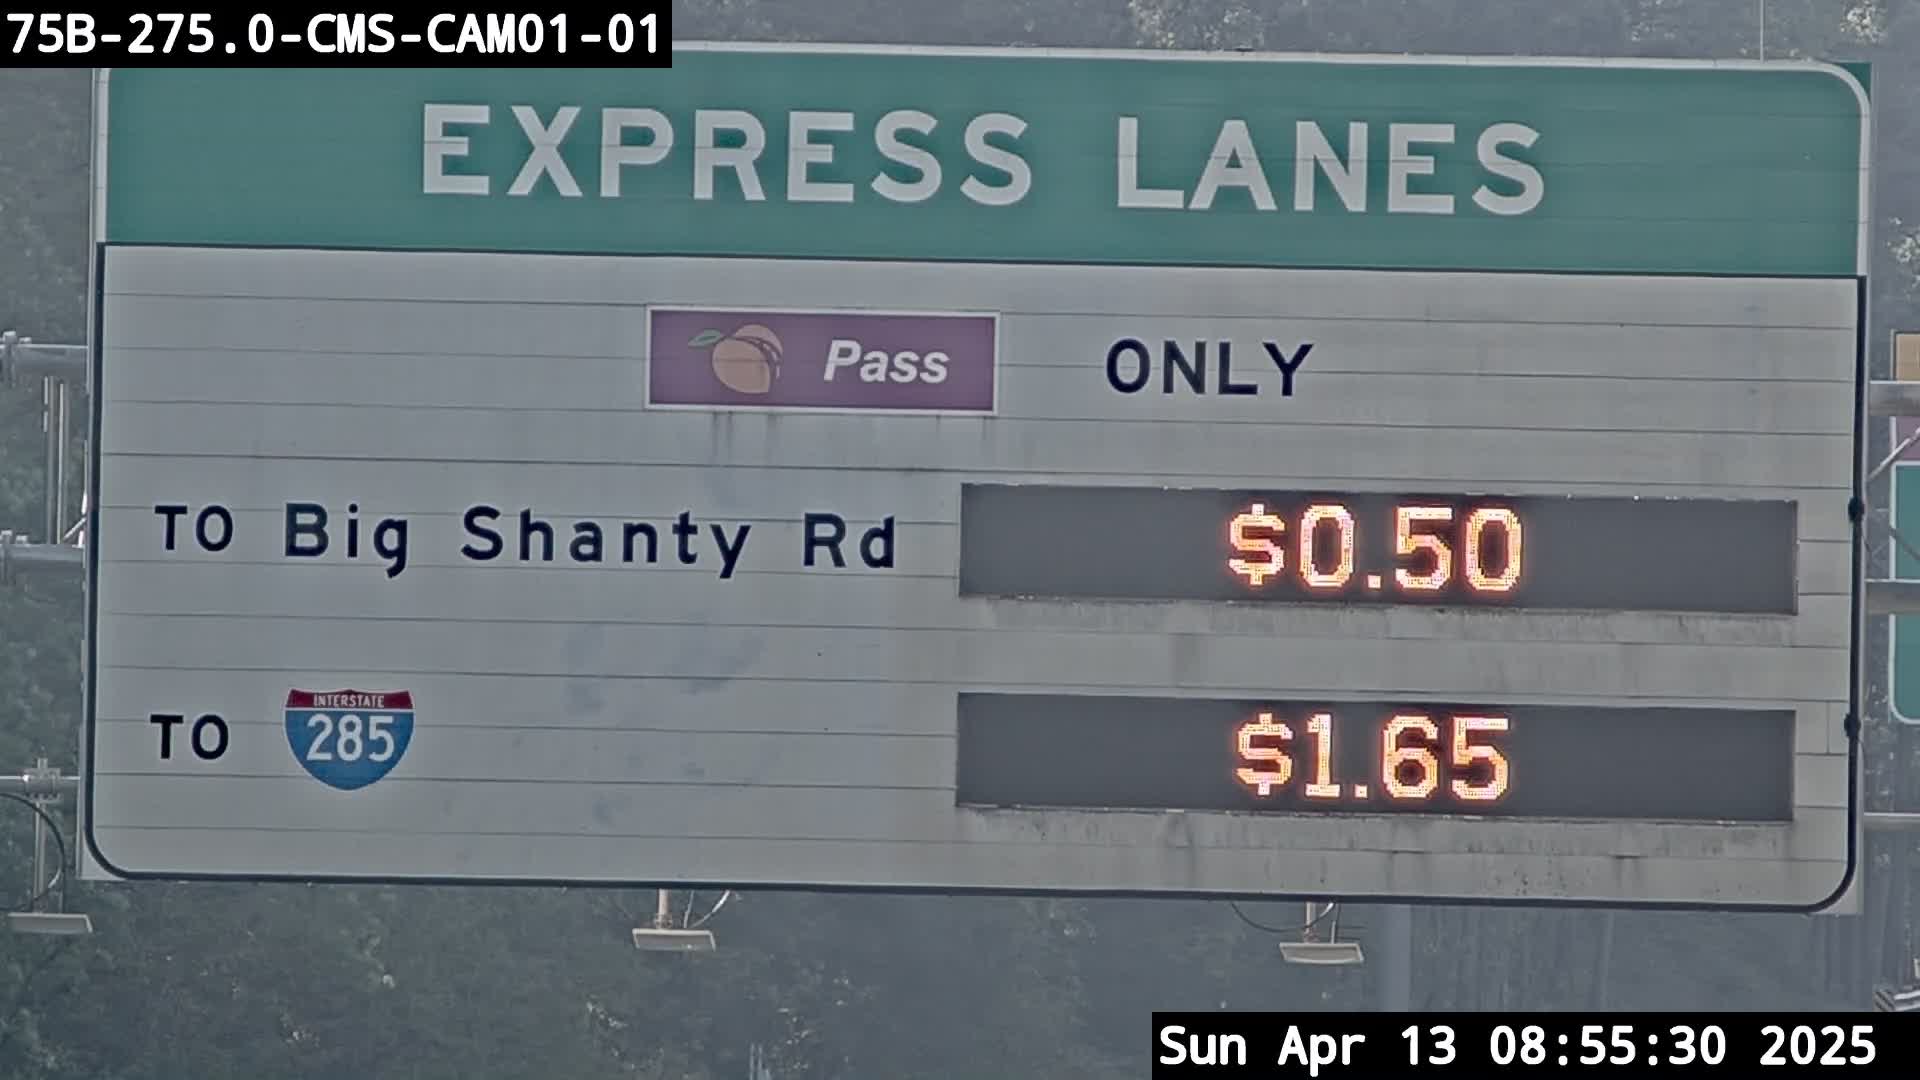 75B-275.0-CMS-CAM01-01
EXPRESS LANES
Pass ONLY
TO Big Shanty Rd $0.50
TO INTERSTATE 285 $1.65
Sun Apr 13 08:55:30 2025